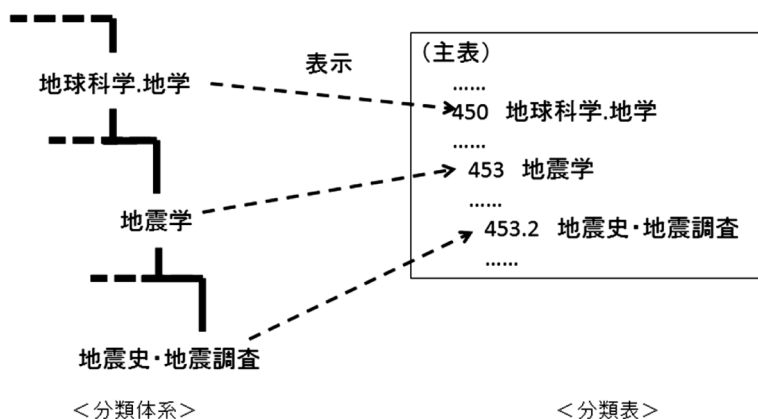 地球科学.地学
地震学
地震史・地震調査
＜分類体系＞
表示
（主表）
……
450 地球科学.地学
……
453 地震学
……
453.2 地震史・地震調査
……
＜分類表＞